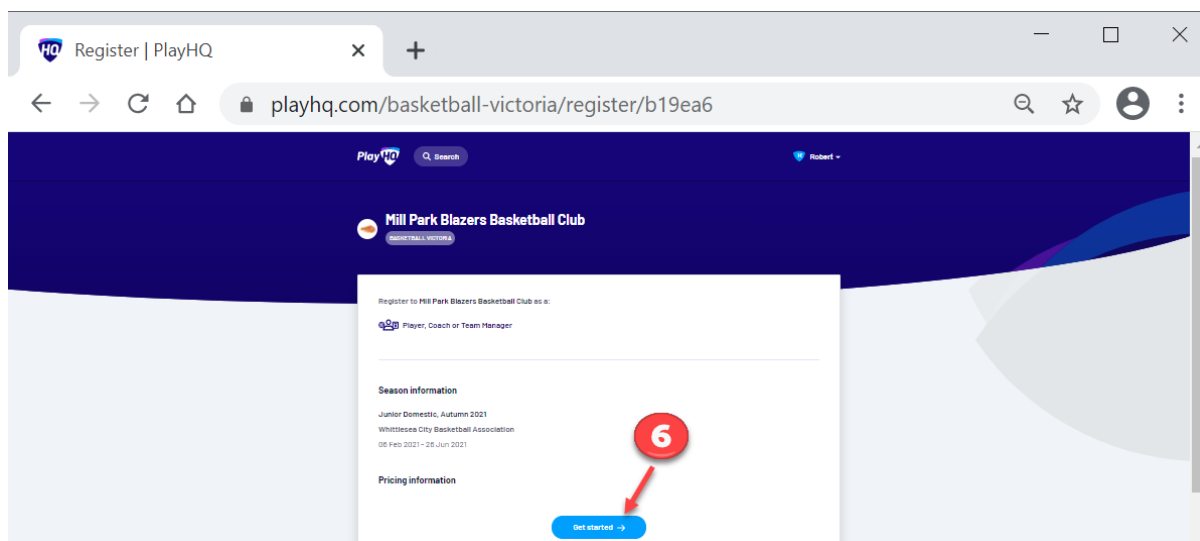 Register | PlayHQ
playhq.com/basketball-victoria/register/b19ea6
PlayHQ Search Robert
Mill Park Blazers Basketball Club
BASKETBALL VICTORIA
Register to Mill Park Blazers Basketball Club as a:
Player, Coach or Team Manager
Season information
Junior Domestic, Autumn 2021
Whittlesea City Basketball Association
06 Feb 2021 - 26 Jun 2021
6
Pricing information
Get started →